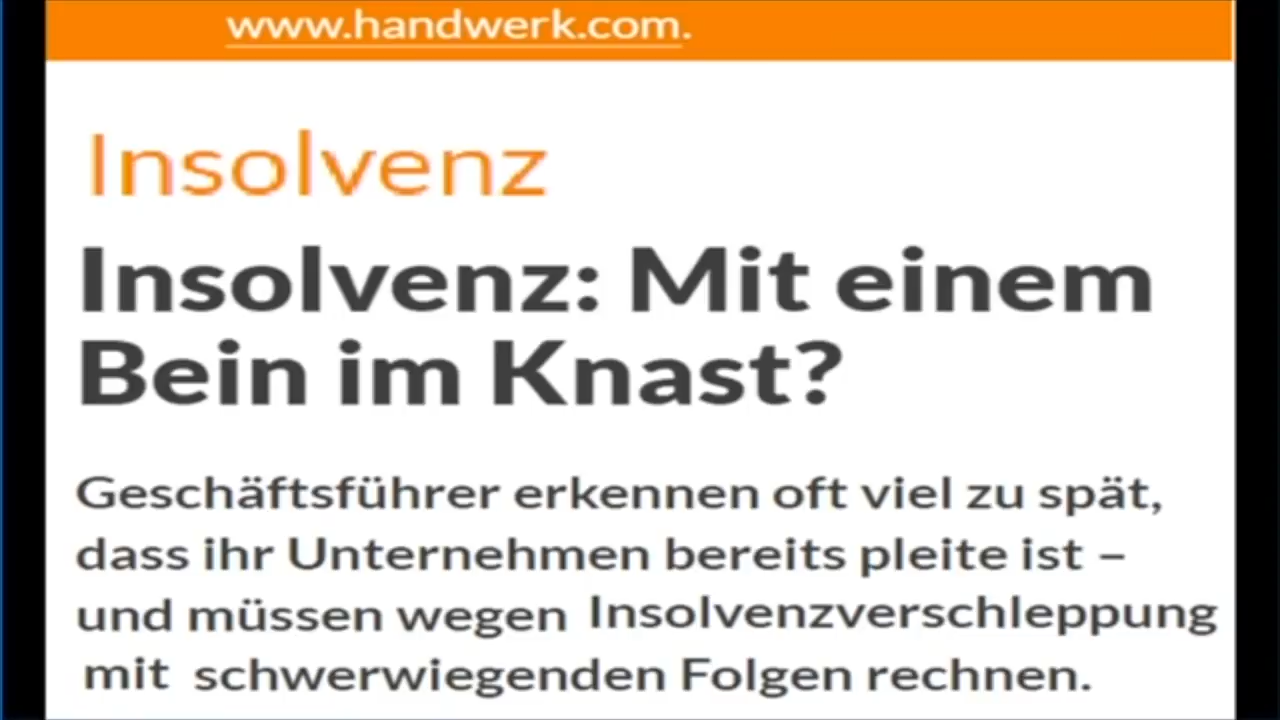 www.handwerk.com.
Insolvenz
Insolvenz: Mit einem
Bein im Knast?
Geschäftsführer erkennen oft viel zu spät,
dass ihr Unternehmen bereits pleite ist –
und müssen wegen Insolvenzverschleppung
mit schwerwiegenden Folgen rechnen.